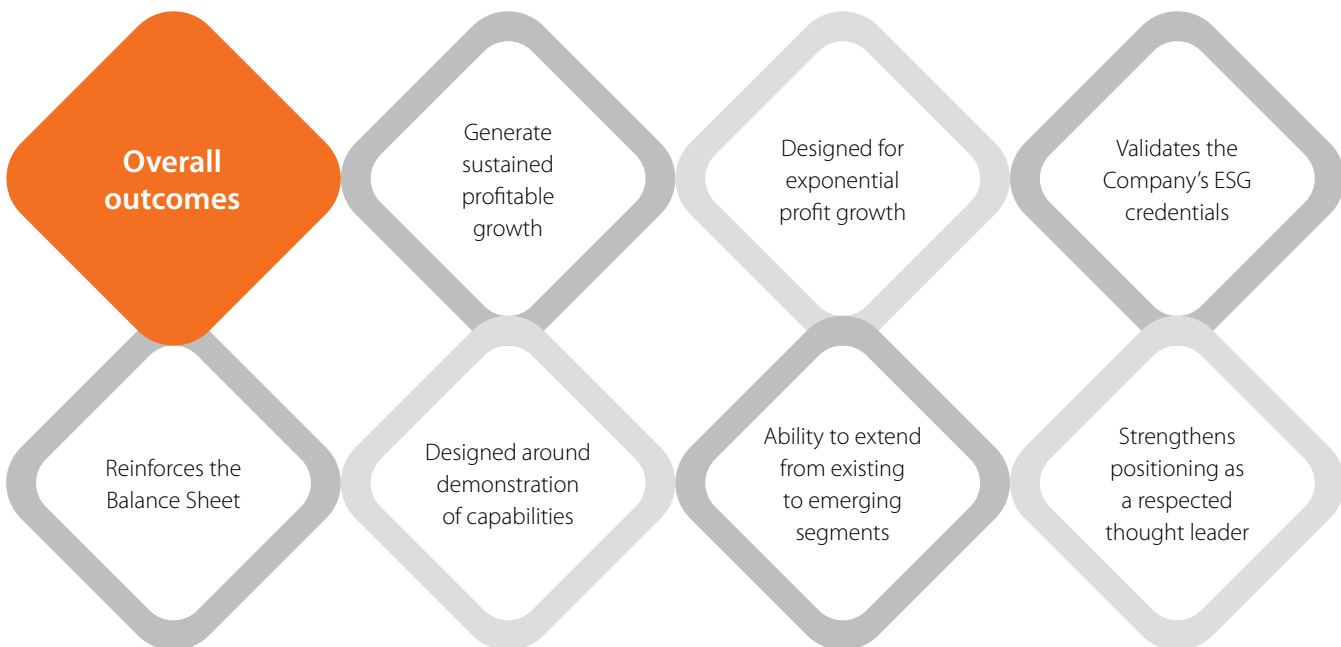 Overall
outcomes
Generate
sustained
profitable
growth
Designed for
exponential
profit growth
Validates the
Company's ESG
credentials
Reinforces the
Balance Sheet
Designed around
demonstration
of capabilities
Ability to extend
from existing
to emerging
segments
Strengthens
positioning as
a respected
thought leader